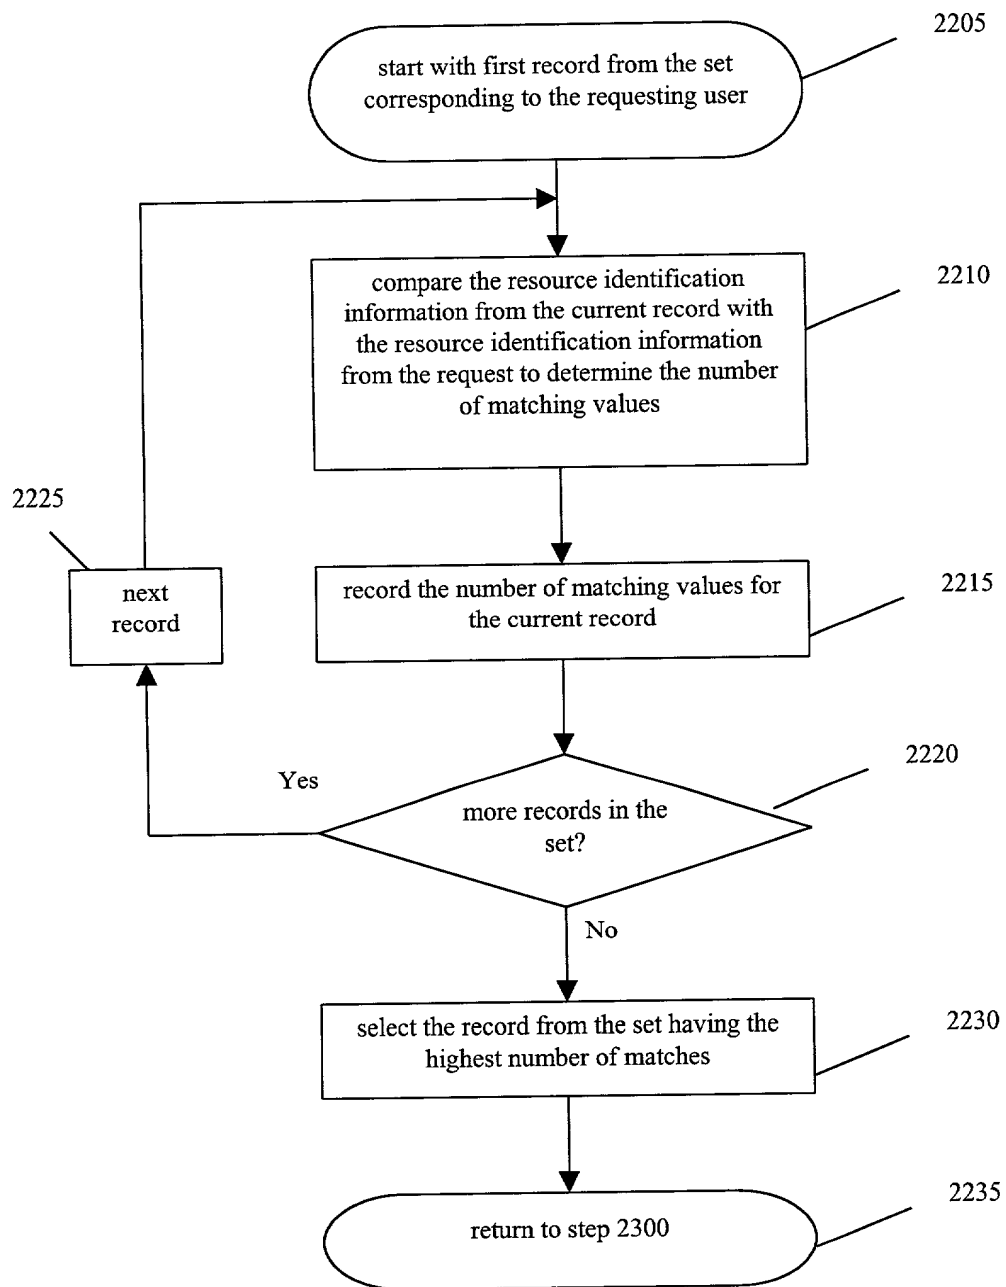 2205
start with first record from the set
corresponding to the requesting user
2210
compare the resource identification
information from the current record with
the resource identification information
from the request to determine the number
of matching values
2225
next
record
2215
record the number of matching values for
the current record
2220
Yes
more records in the
set?
No
2230
select the record from the set having the
highest number of matches
2235
return to step 2300